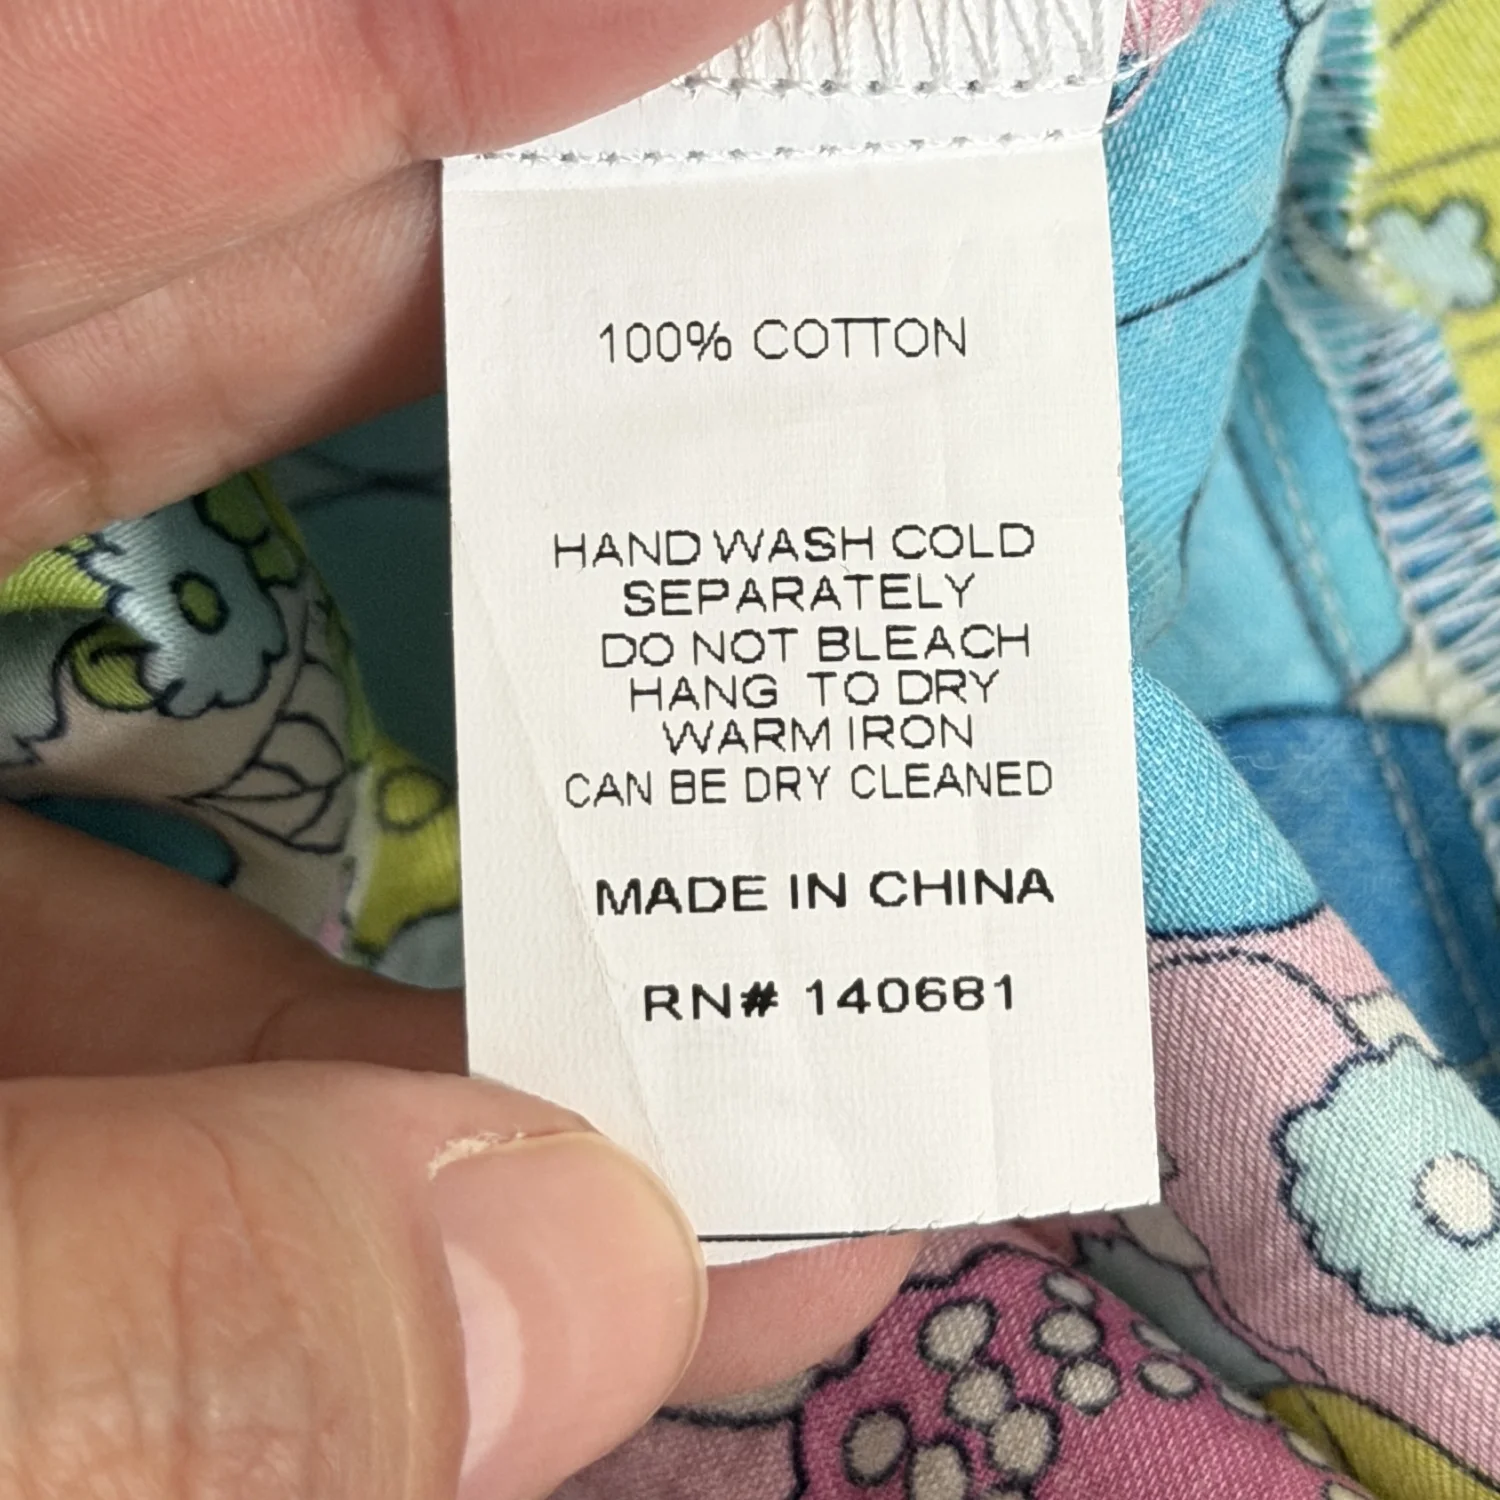 100% COTTON
HAND WASH COLD
SEPARATELY
DO NOT BLEACH
HANG TO DRY
WARM IRON
CAN BE DRY CLEANED
MADE IN CHINA
RN# 140681